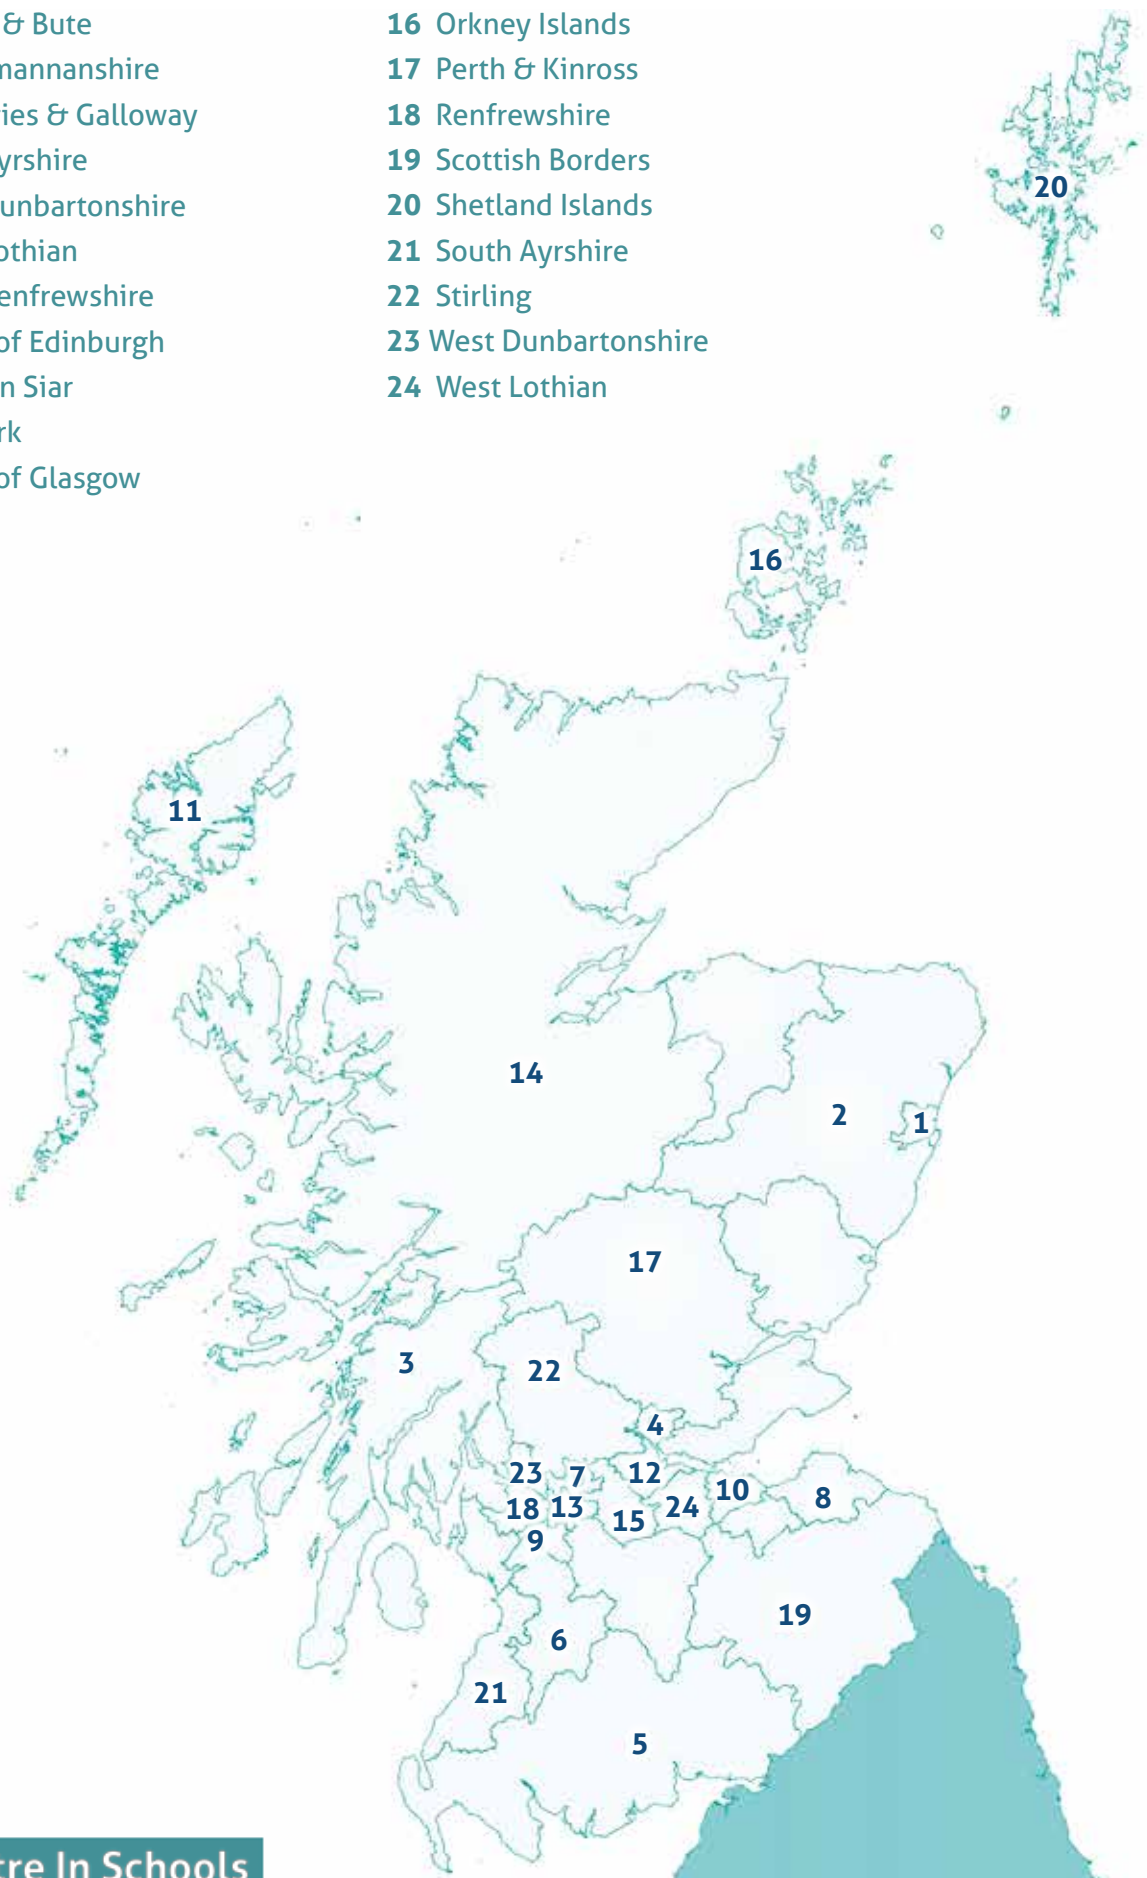 & Bute
mannanshire
ies & Galloway
yrshire
unbartonshire
othian
enfrewshire
of Edinburgh
n Siar
rk
of Glasgow
16 Orkney Islands
17 Perth & Kinross
18 Renfrewshire
19 Scottish Borders
20 Shetland Islands
21 South Ayrshire
22 Stirling
23 West Dunbartonshire
24 West Lothian
20
16
11
14
2
1
17
3
22
4
23
7
12
10
8
18
13
15
24
9
19
6
21
5
tre In Schools